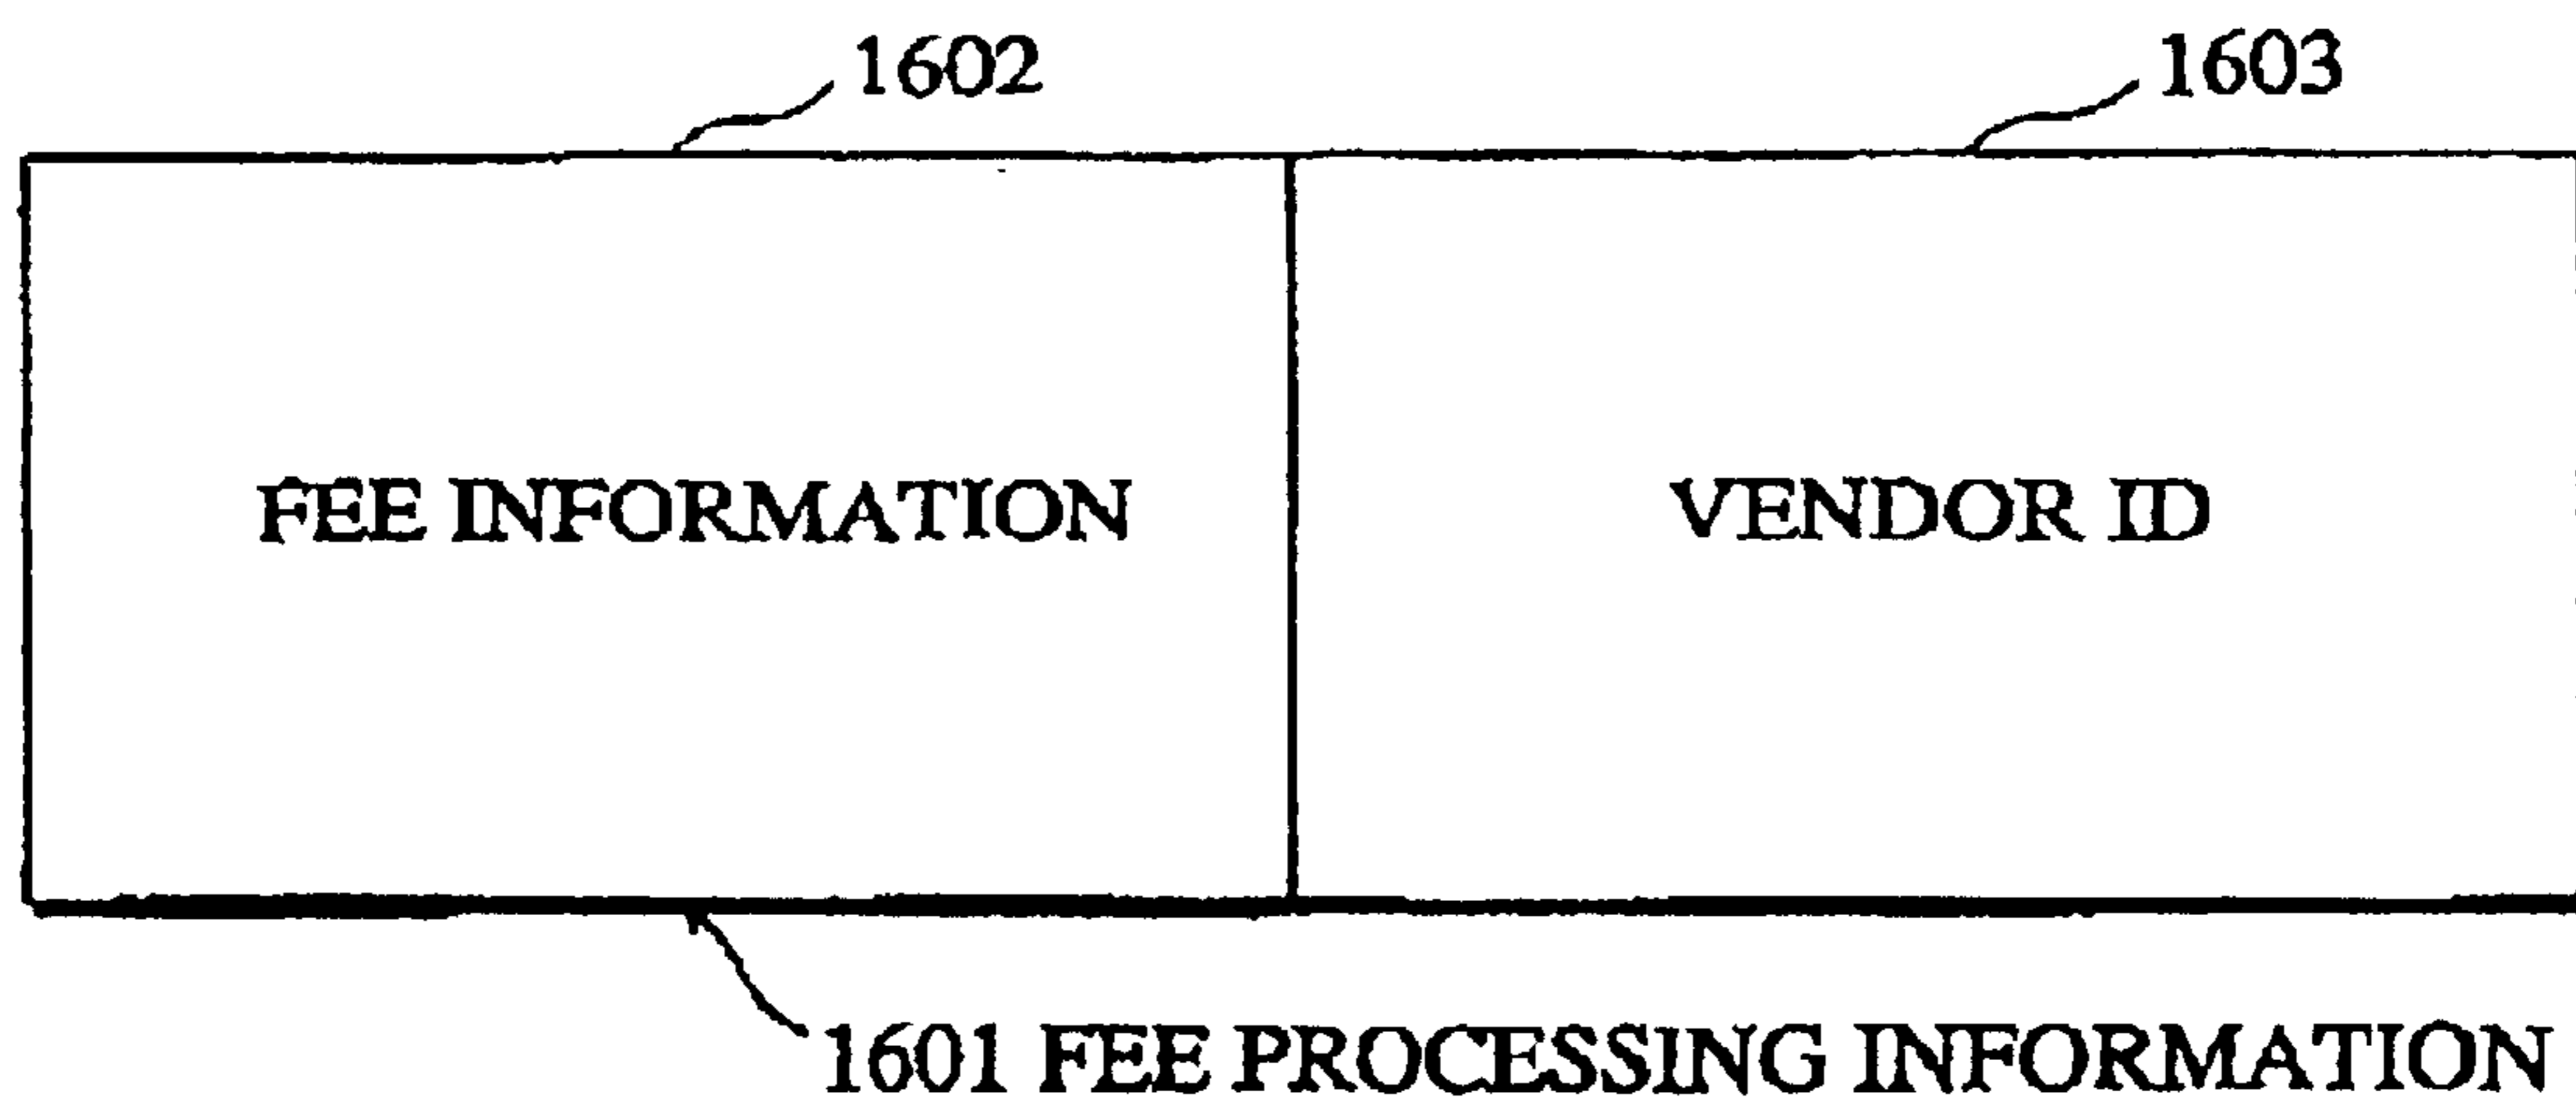 1602
1603
FEE INFORMATION
VENDOR ID
1601 FEE PROCESSING INFORMATION